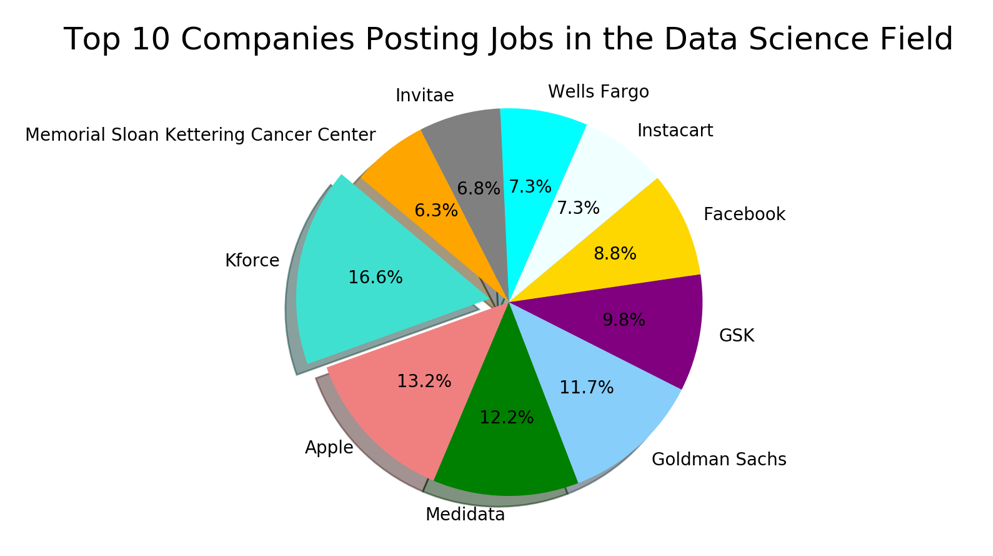 Top 10 Companies Posting Jobs in the Data Science Field
Wells Fargo
Invitae
Instacart
Memorial Sloan Kettering Cancer Center
7.3%
6.8%
7.3%
6.3%
Facebook
8.8%
Kforce
16.6%
9.8%
GSK
13.2%
11.7%
12.2%
Apple
Goldman Sachs
Medidata